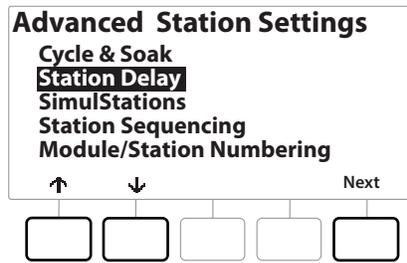 Advanced Station Settings
Cycle & Soak
Station Delay
SimulStations
Station Sequencing
Module/Station Numbering
↑ ↓ Next